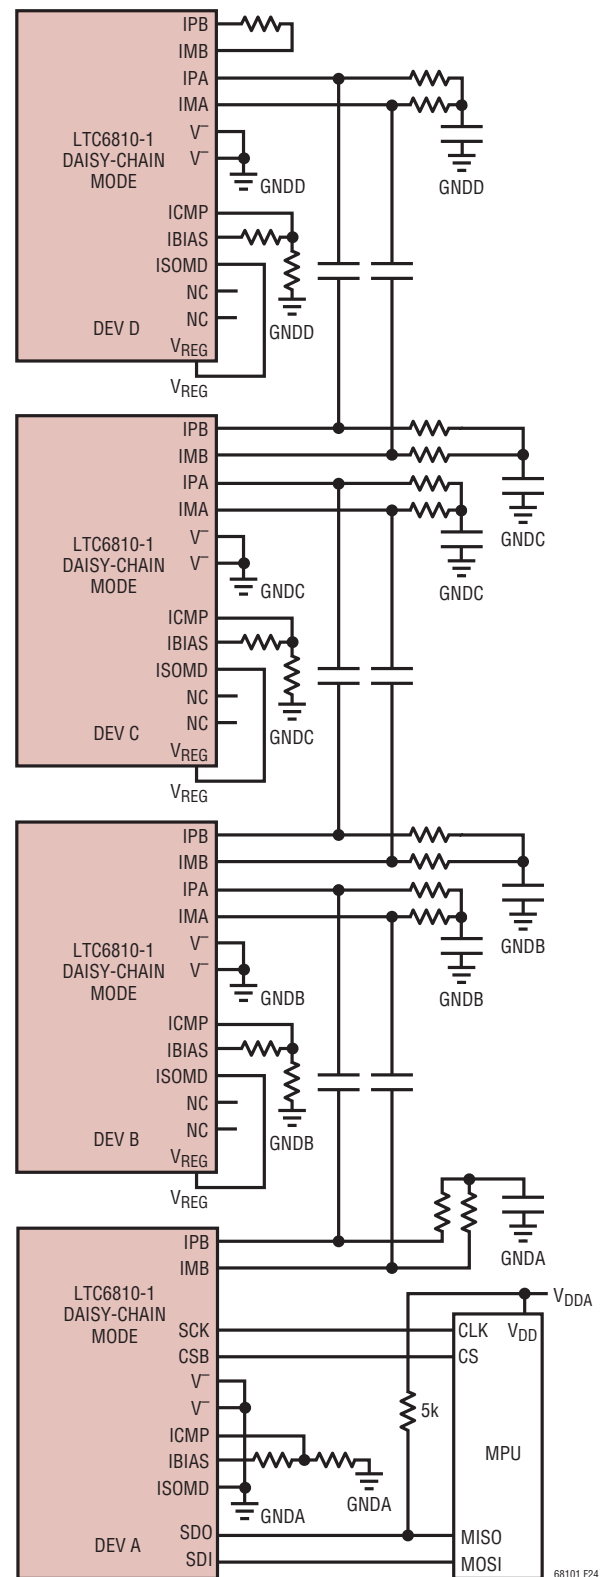 IPB
IMB
IPA
IMA
LTC6810-1
DAISY-CHAIN
MODE
V–
V–
GNDD
GNDD
ICMP
IBIAS
ISOMD
NC
NC
GNDD
DEV D
VREG
VREG
IPB
IMB
IPA
IMA
LTC6810-1
DAISY-CHAIN
MODE
V–
V–
GNDC
GNDC
GNDC
ICMP
IBIAS
ISOMD
NC
NC
GNDC
DEV C
VREG
VREG
IPB
IMB
IPA
IMA
LTC6810-1
DAISY-CHAIN
MODE
V–
V–
GNDB
GNDB
GNDB
ICMP
IBIAS
ISOMD
NC
NC
GNDB
DEV B
VREG
VREG
IPB
IMB
GNDA
LTC6810-1
DAISY-CHAIN
MODE
VDDA
SCK
CLK
VDD
CSB
CS
V–
V–
5k
ICMP
IBIAS
ISOMD
MPU
GNDA
GNDA
DEV A
SDO
MISO
SDI
MOSI
68101 F24